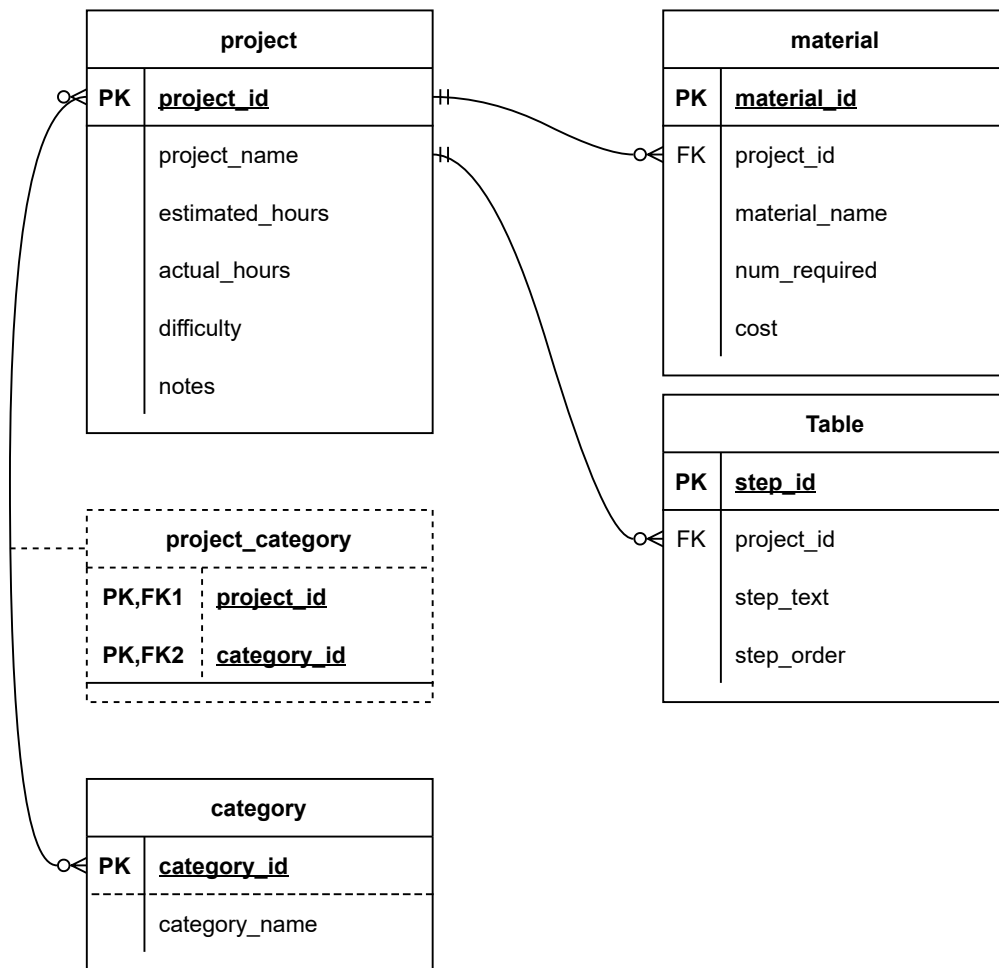 project
PK project_id
project_name
estimated_hours
actual_hours
difficulty
notes
material
PK material_id
FK project_id
material_name
num_required
cost
Table
PK step_id
FK project_id
step_text
step_order
project_category
PK,FK1 project_id
PK,FK2 category_id
category
PK category_id
category_name